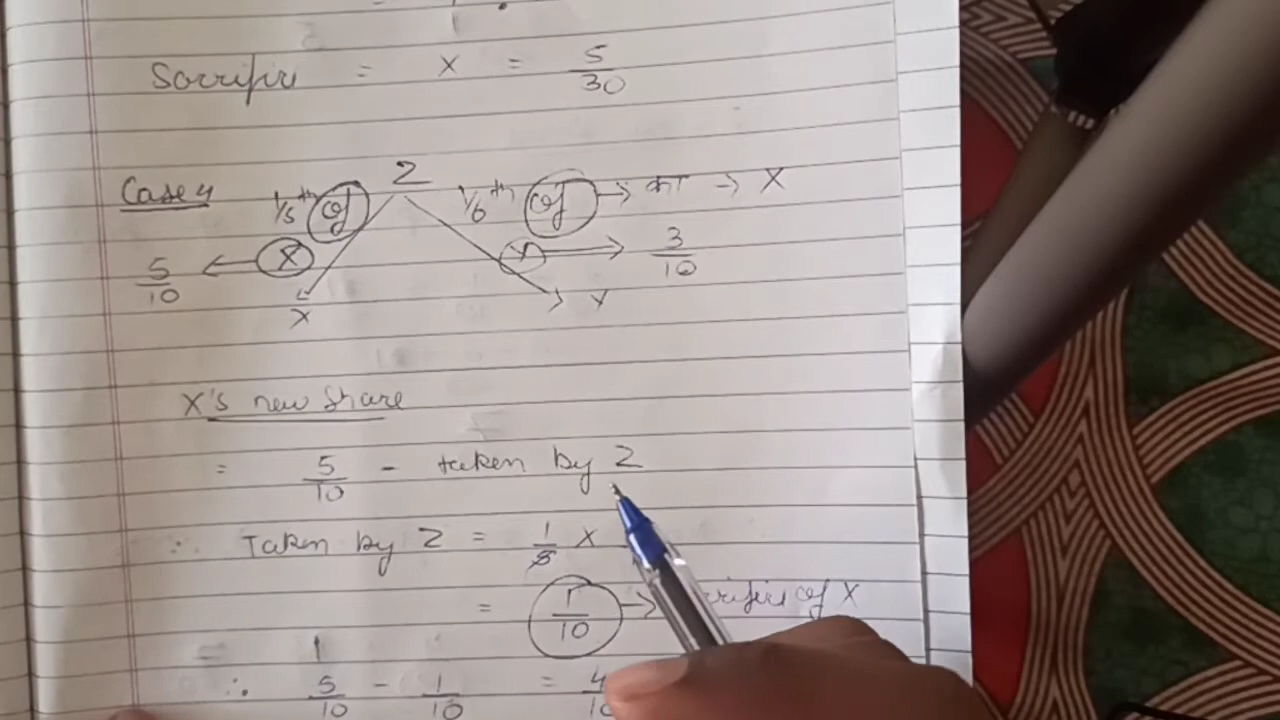 Sacrifice = X = 5/30
Case 4
Z
1/5th of 1/6th of → का → X
5/10 ← X Y → 3/10
X Y
X's new share
= 5/10 - taken by Z
∴ Taken by Z = 1/5 X
= 1/10 → of X
∴ 5/10 - 1/10 = 4/10